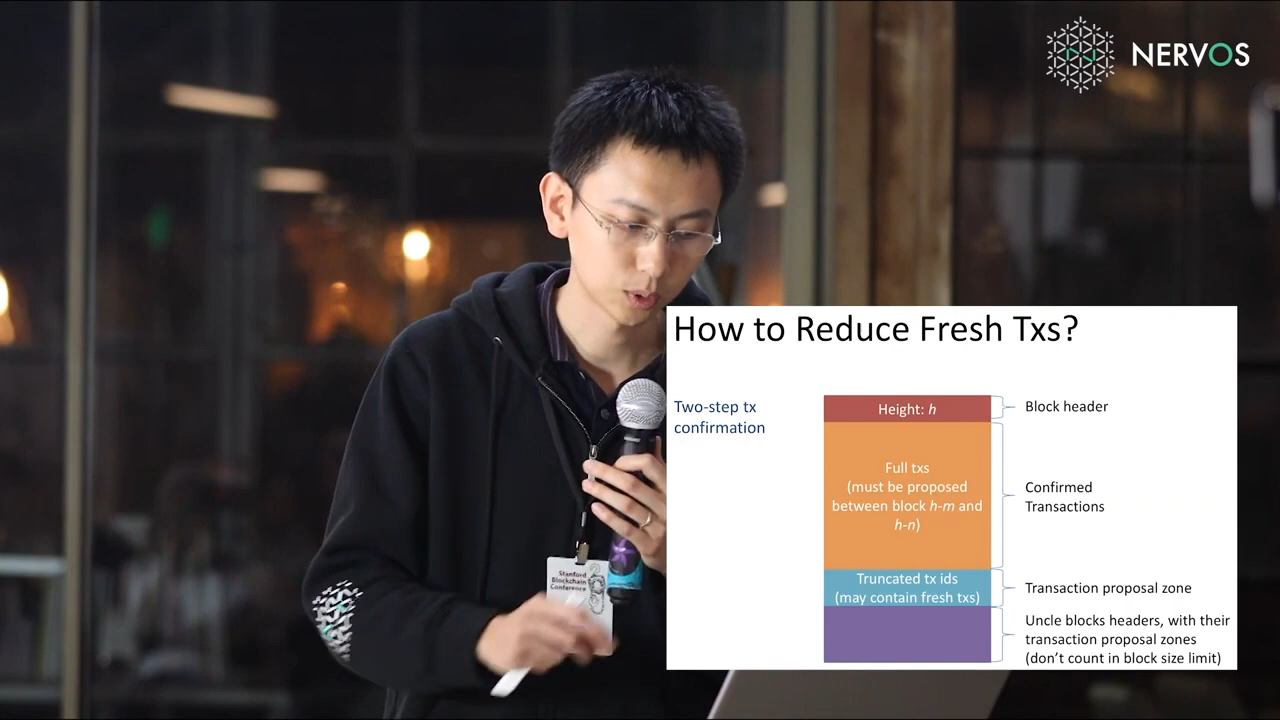 NERVOS
How to Reduce Fresh Txs?
Two-step tx
confirmation
Height: h
Block header
Full txs
(must be proposed
between block h-m and
h-n)
Confirmed
Transactions
Truncated tx ids
(may contain fresh txs)
Transaction proposal zone
Uncle blocks headers, with their
transaction proposal zones
(don't count in block size limit)
Stanford
Blockchain
Conference